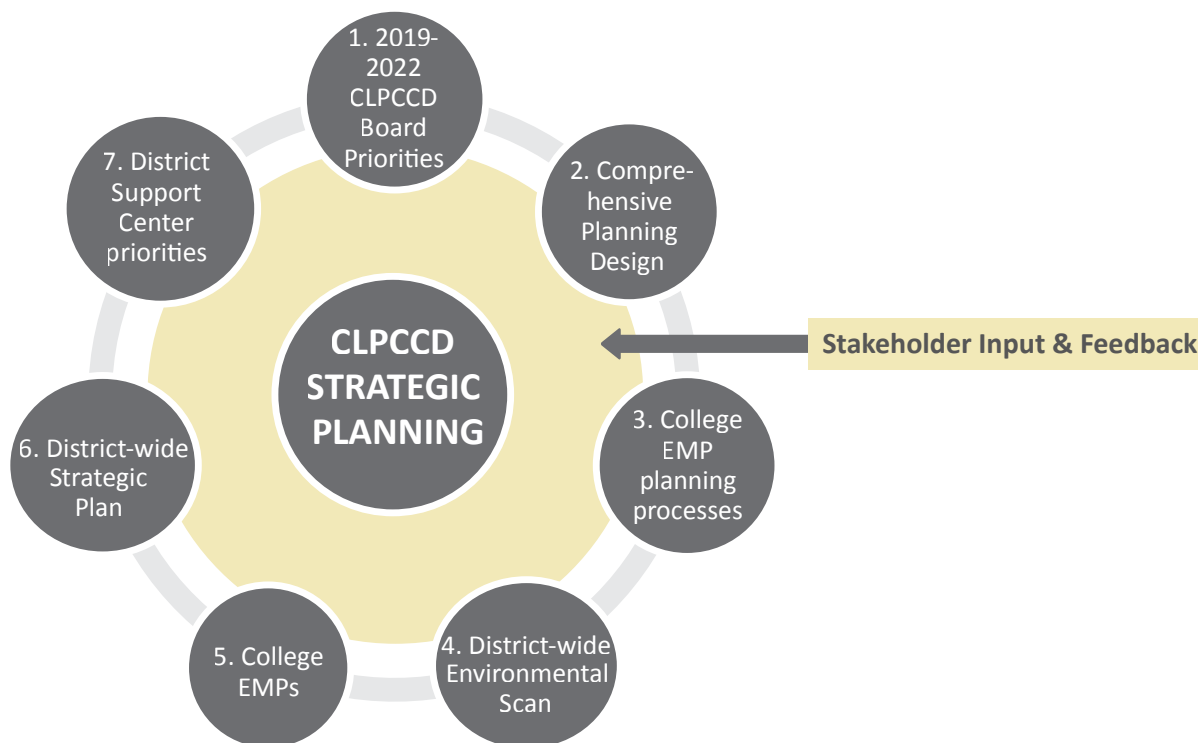 1. 2019-
2022
CLPCCD
Board
Priorities
2. Compre-
hensive
Planning
Design
3. College
EMP
planning
processes
4. District-wide
Environmental
Scan
5. College
EMPs
6. District-wide
Strategic
Plan
7. District
Support
Center
priorities
CLPCCD
STRATEGIC
PLANNING
Stakeholder Input & Feedback